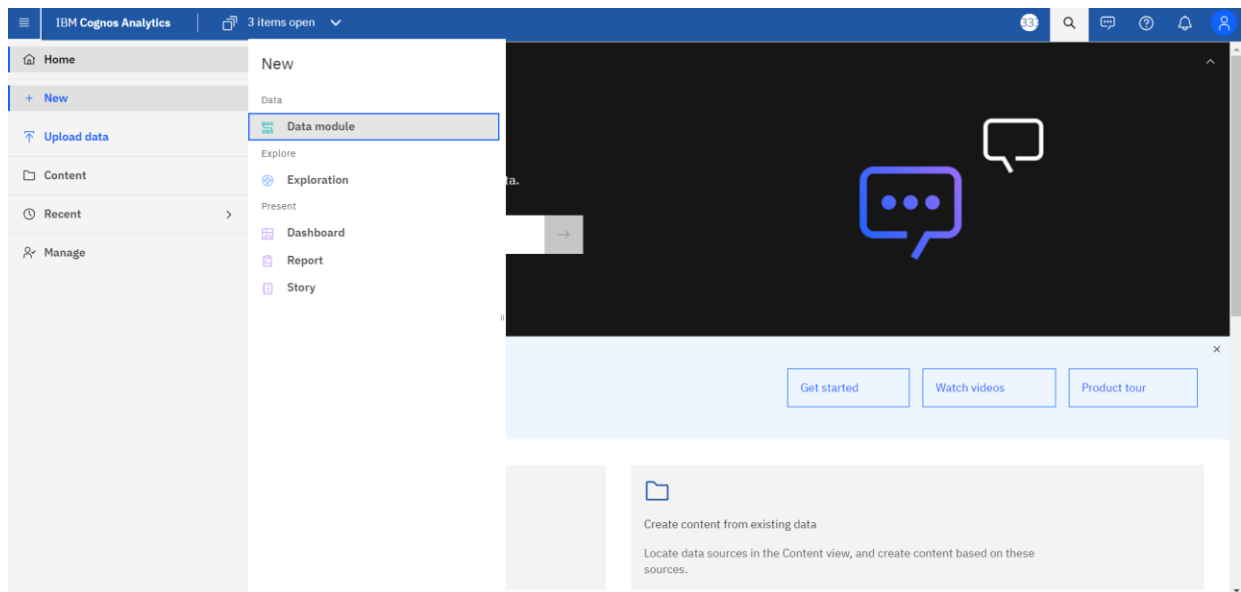 IBM Cognos Analytics
3 items open
Home
New
Upload data
Content
Recent
Manage
New
Data
Data module
Explore
Exploration
Present
Dashboard
Report
Story
ta.
Get started
Watch videos
Product tour
Create content from existing data
Locate data sources in the Content view, and create content based on these
sources.